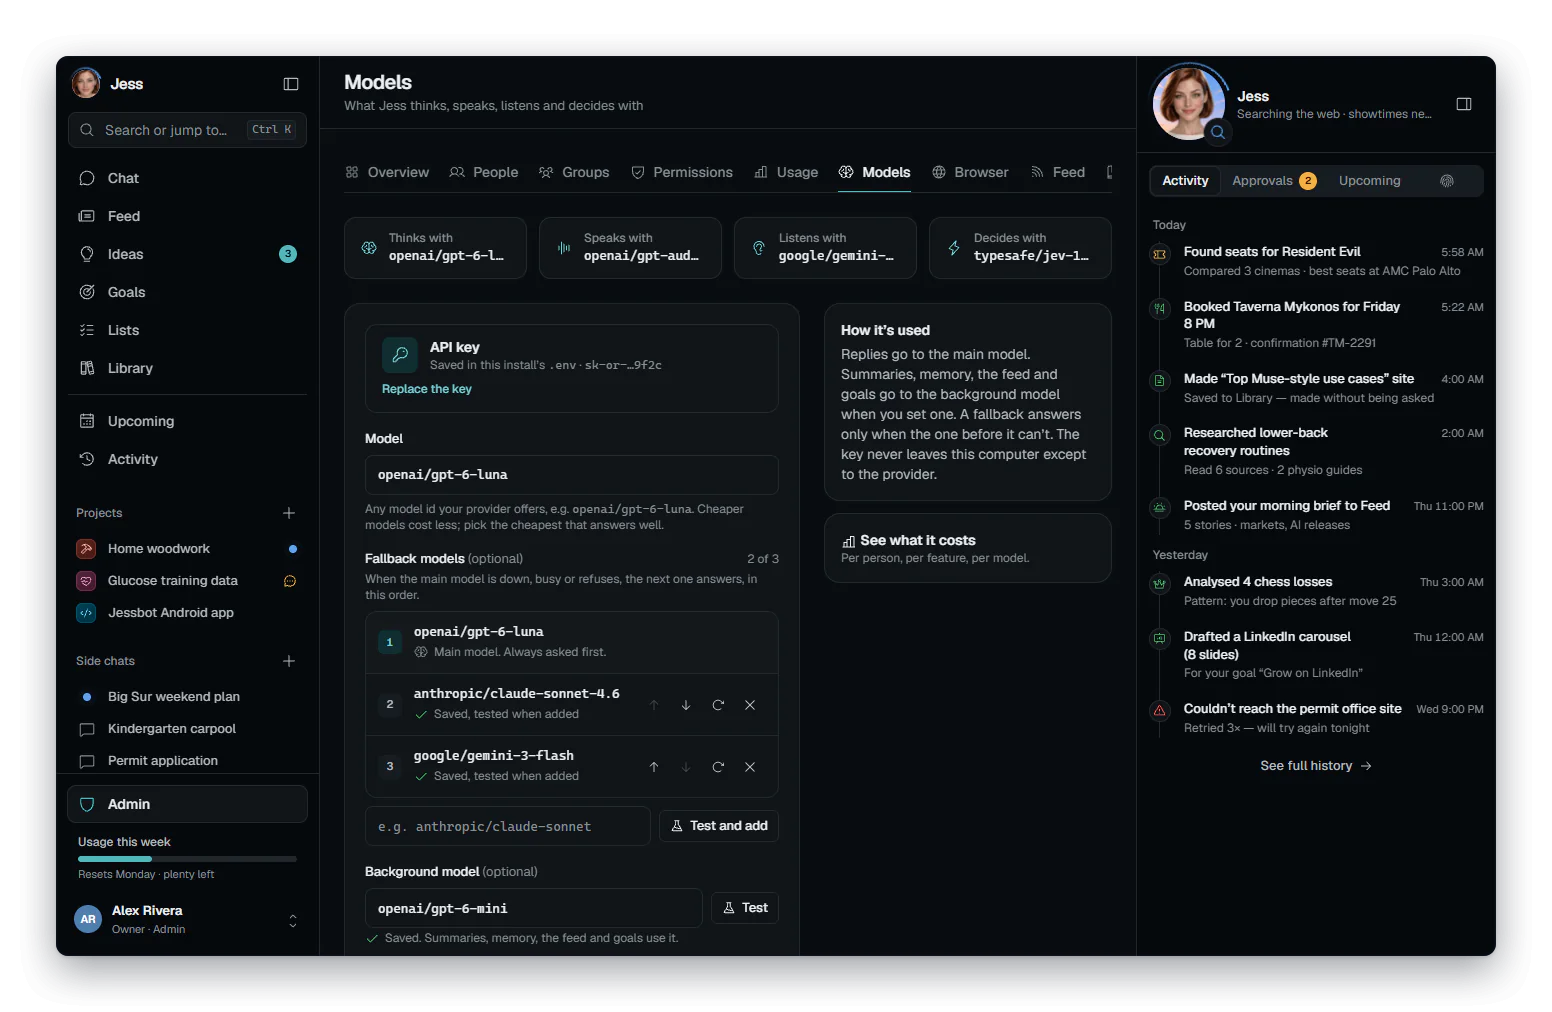 Jess
Search or jump to...
Ctrl K
Chat
Feed
Ideas
3
Goals
Lists
Library
Upcoming
Activity
Projects
Home woodwork
Glucose training data
Jessbot Android app
Side chats
Big Sur weekend plan
Kindergarten carpool
Permit application
Admin
Usage this week
Resets Monday · plenty left
AR
Alex Rivera
Owner · Admin
Models
What Jess thinks, speaks, listens and decides with
Overview
People
Groups
Permissions
Usage
Models
Browser
Feed
Thinks with
openai/gpt-6-l…
Speaks with
openai/gpt-aud…
Listens with
google/gemini-…
Decides with
typesafe/jev-1…
API key
Saved in this install's .env · sk-or-…9f2c
Replace the key
Model
openai/gpt-6-luna
Any model id your provider offers, e.g. openai/gpt-6-luna. Cheaper
models cost less; pick the cheapest that answers well.
Fallback models (optional)
2 of 3
When the main model is down, busy or refuses, the next one answers, in
this order.
1
openai/gpt-6-luna
Main model. Always asked first.
2
anthropic/claude-sonnet-4.6
Saved, tested when added
3
google/gemini-3-flash
Saved, tested when added
e.g. anthropic/claude-sonnet
Test and add
Background model (optional)
openai/gpt-6-mini
Test
Saved. Summaries, memory, the feed and goals use it.
How it's used
Replies go to the main model.
Summaries, memory, the feed and
goals go to the background model
when you set one. A fallback answers
only when the one before it can't. The
key never leaves this computer except
to the provider.
See what it costs
Per person, per feature, per model.
Jess
Searching the web · showtimes ne…
Activity
Approvals
2
Upcoming
Today
Found seats for Resident Evil
5:58 AM
Compared 3 cinemas · best seats at AMC Palo Alto
Booked Taverna Mykonos for Friday
8 PM
5:22 AM
Table for 2 · confirmation #TM-2291
Made “Top Muse-style use cases” site
4:00 AM
Saved to Library — made without being asked
Researched lower-back
recovery routines
2:00 AM
Read 6 sources · 2 physio guides
Posted your morning brief to Feed
Thu 11:00 PM
5 stories · markets, AI releases
Yesterday
Analysed 4 chess losses
Thu 3:00 AM
Pattern: you drop pieces after move 25
Drafted a LinkedIn carousel
(8 slides)
Thu 12:00 AM
For your goal “Grow on LinkedIn”
Couldn't reach the permit office site
Wed 9:00 PM
Retried 3× — will try again tonight
See full history